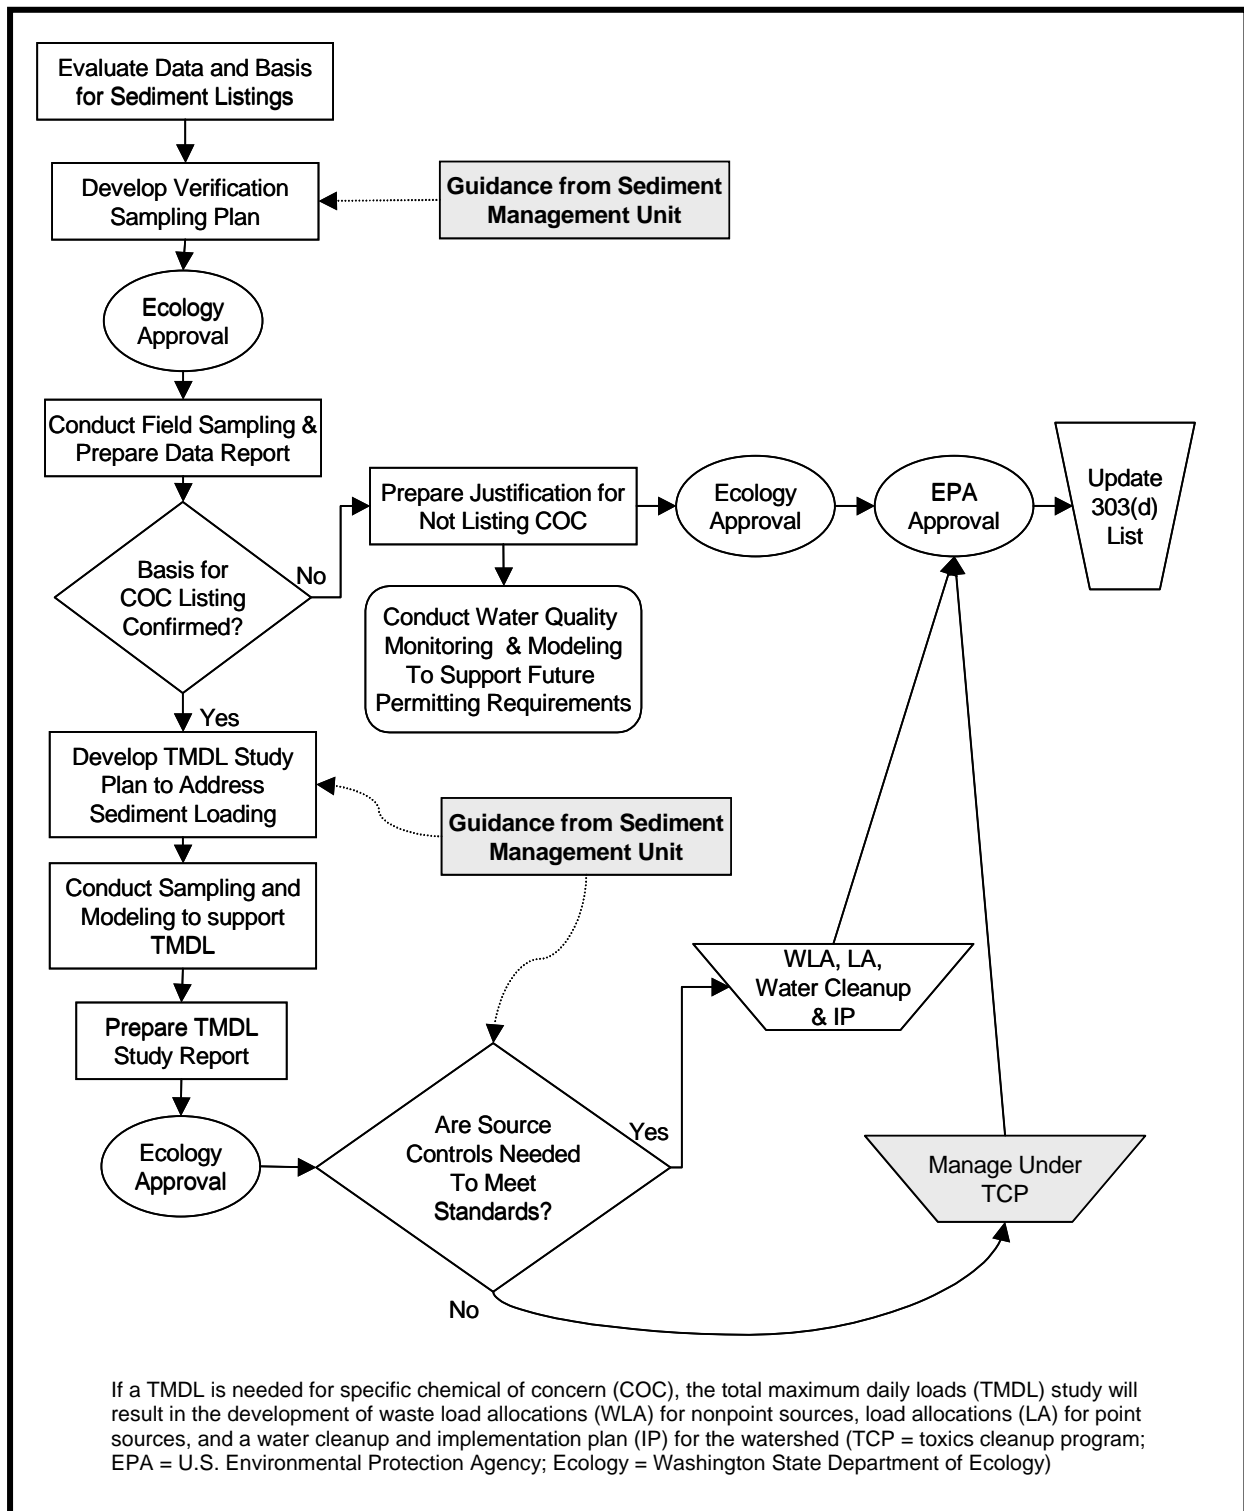 Evaluate Data and Basis
for Sediment Listings
Develop Verification
Sampling Plan
Guidance from Sediment
Management Unit
Ecology
Approval
Conduct Field Sampling &
Prepare Data Report
Prepare Justification for
Not Listing COC
Ecology
Approval
EPA
Approval
Update
303(d)
List
Basis for
COC Listing
Confirmed?
No
Conduct Water Quality
Monitoring & Modeling
To Support Future
Permitting Requirements
Yes
Develop TMDL Study
Plan to Address
Sediment Loading
Guidance from Sediment
Management Unit
Conduct Sampling and
Modeling to support
TMDL
Prepare TMDL
Study Report
Ecology
Approval
Are Source
Controls Needed
To Meet
Standards?
Yes
WLA, LA,
Water Cleanup
& IP
No
Manage Under
TCP
If a TMDL is needed for specific chemical of concern (COC), the total maximum daily loads (TMDL) study will
result in the development of waste load allocations (WLA) for nonpoint sources, load allocations (LA) for point
sources, and a water cleanup and implementation plan (IP) for the watershed (TCP = toxics cleanup program;
EPA = U.S. Environmental Protection Agency; Ecology = Washington State Department of Ecology)